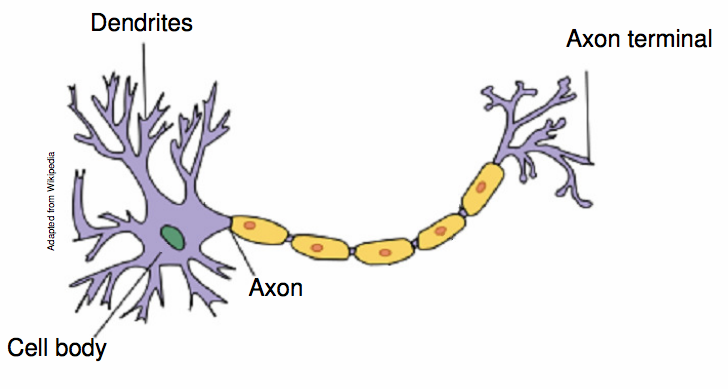 Dendrites
Axon terminal
Adapted from Wikipedia
Axon
Cell body